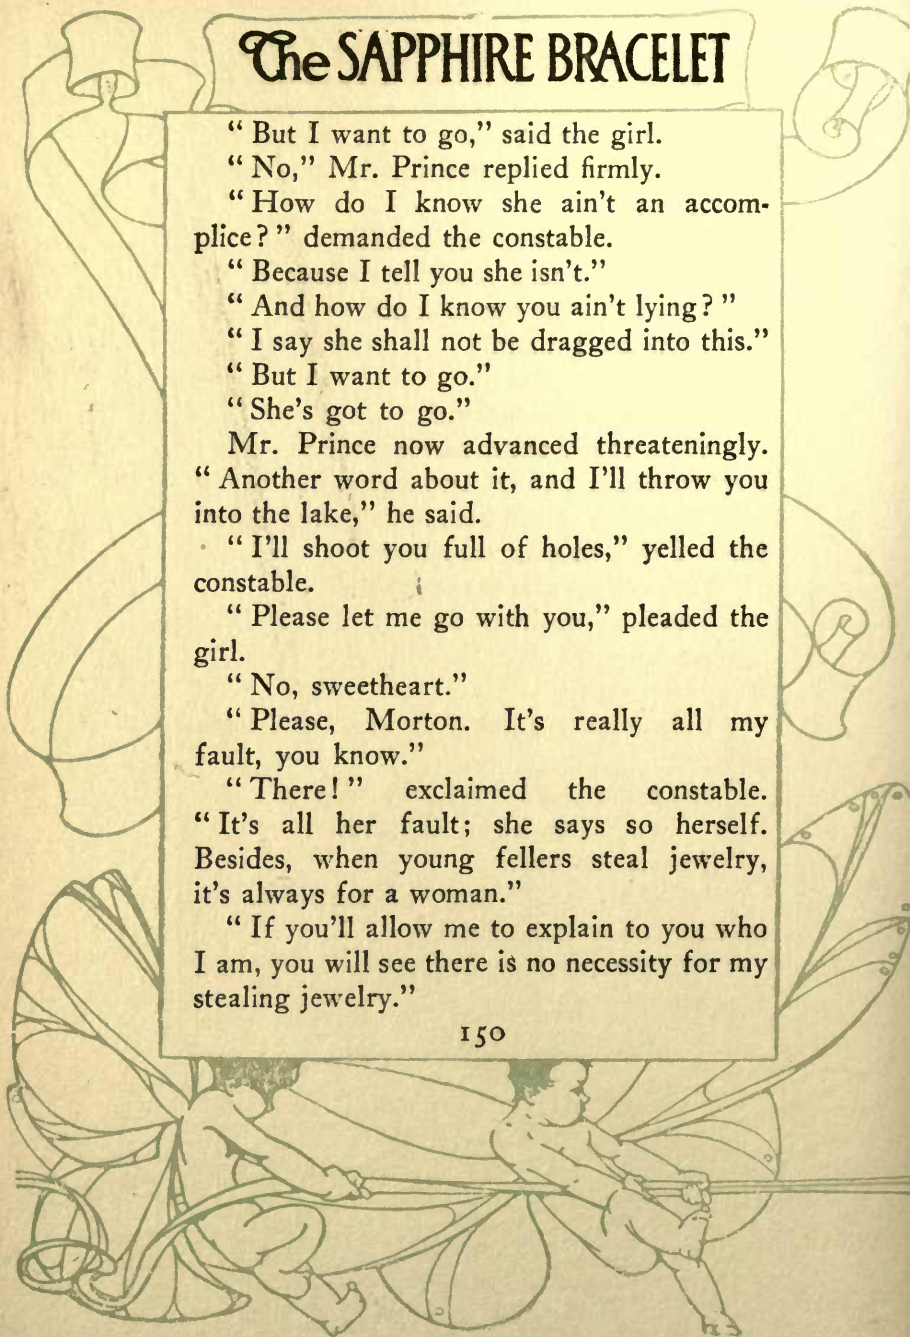 The SAPPHIRE BRACELET
“ But I want to go,” said the girl.
“ No,” Mr. Prince replied firmly.
“ How do I know she ain't an accom-
plice? ” demanded the constable.
“ Because I tell you she isn't.”
“ And how do I know you ain't lying? ”
“ I say she shall not be dragged into this.”
“ But I want to go.”
“ She's got to go.”
Mr. Prince now advanced threateningly.
“ Another word about it, and I'll throw you
into the lake,” he said.
“ I'll shoot you full of holes,” yelled the
constable.
“ Please let me go with you,” pleaded the
girl.
“ No, sweetheart.”
“ Please, Morton. It's really all my
fault, you know.”
“ There! ” exclaimed the constable.
“ It's all her fault; she says so herself.
Besides, when young fellers steal jewelry,
it's always for a woman.”
“ If you'll allow me to explain to you who
I am, you will see there is no necessity for my
stealing jewelry.”
150